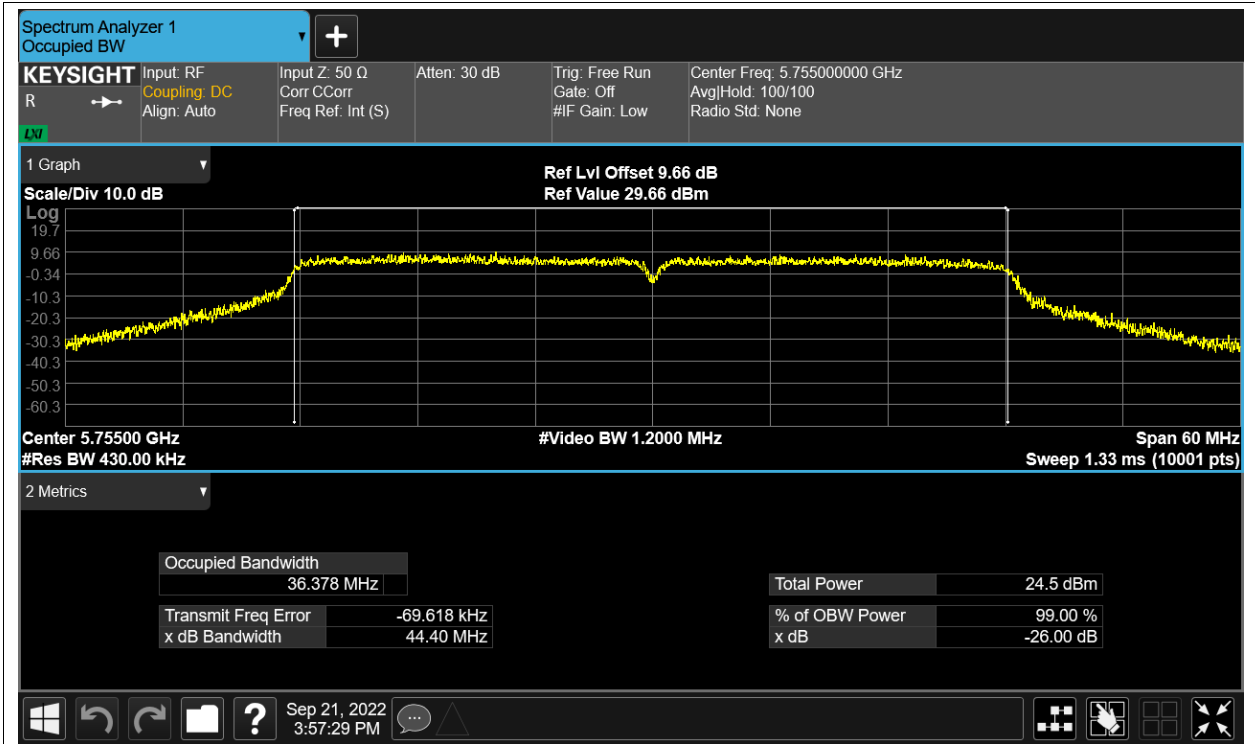 Spectrum Analyzer 1
Occupied BW
KEYSIGHT
R
LXI
Input: RF
Coupling: DC
Align: Auto
Input Z: 50 Ω
Corr CCorr
Freq Ref: Int (S)
Atten: 30 dB
Trig: Free Run
Gate: Off
#IF Gain: Low
Center Freq: 5.755000000 GHz
Avg|Hold: 100/100
Radio Std: None
1 Graph
Ref Lvl Offset 9.66 dB
Scale/Div 10.0 dB
Ref Value 29.66 dBm
Log
19.7
9.66
-0.34
-10.3
-20.3
-30.3
-40.3
-50.3
-60.3
Center 5.75500 GHz
#Video BW 1.2000 MHz
Span 60 MHz
#Res BW 430.00 kHz
Sweep 1.33 ms (10001 pts)
2 Metrics
Occupied Bandwidth
36.378 MHz
Total Power 24.5 dBm
Transmit Freq Error -69.618 kHz
% of OBW Power 99.00 %
x dB Bandwidth 44.40 MHz
x dB -26.00 dB
?
Sep 21, 2022
3:57:29 PM